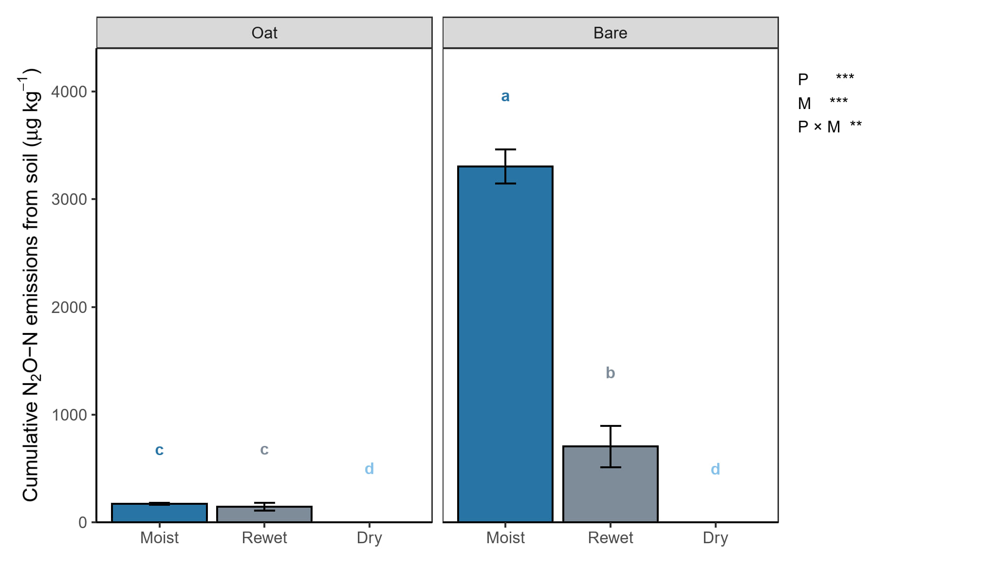 Oat
Bare
Cumulative N₂O−N emissions from soil (μg kg⁻¹)
4000
3000
2000
1000
0
c
c
d
a
b
d
Moist
Rewet
Dry
Moist
Rewet
Dry
P ***
M ***
P × M **